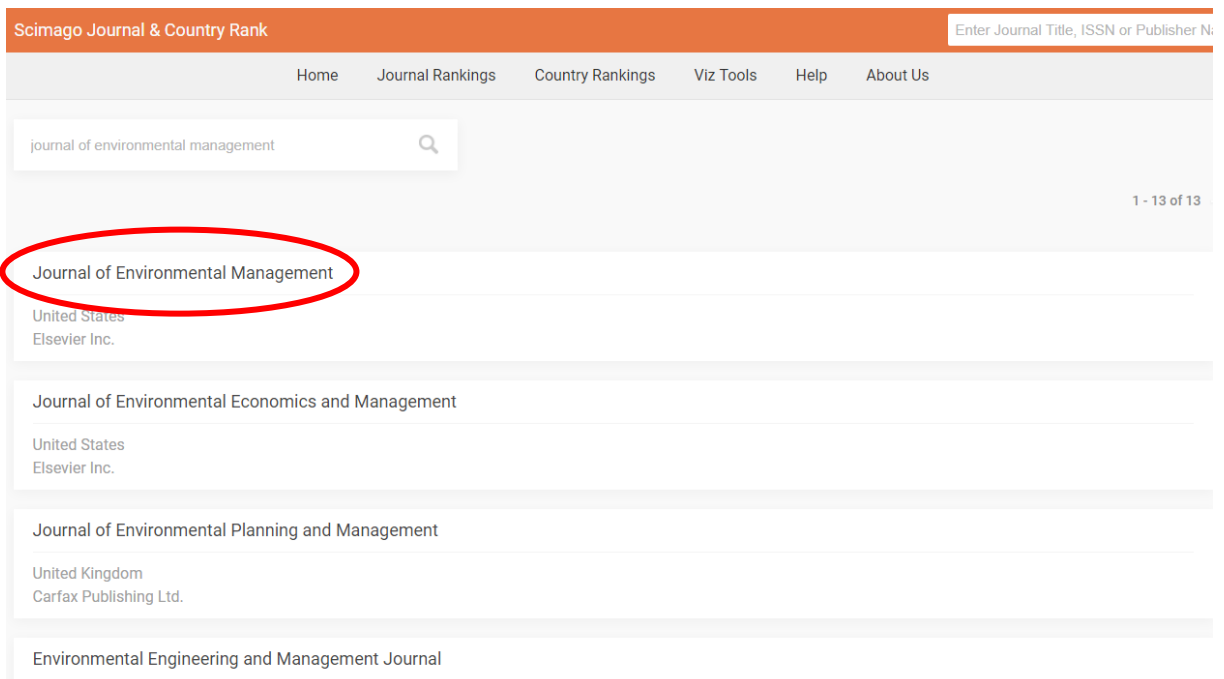 Scimago Journal & Country Rank
Enter Journal Title, ISSN or Publisher Na
Home Journal Rankings Country Rankings Viz Tools Help About Us
journal of environmental management
1 - 13 of 13
Journal of Environmental Management
United States
Elsevier Inc.
Journal of Environmental Economics and Management
United States
Elsevier Inc.
Journal of Environmental Planning and Management
United Kingdom
Carfax Publishing Ltd.
Environmental Engineering and Management Journal